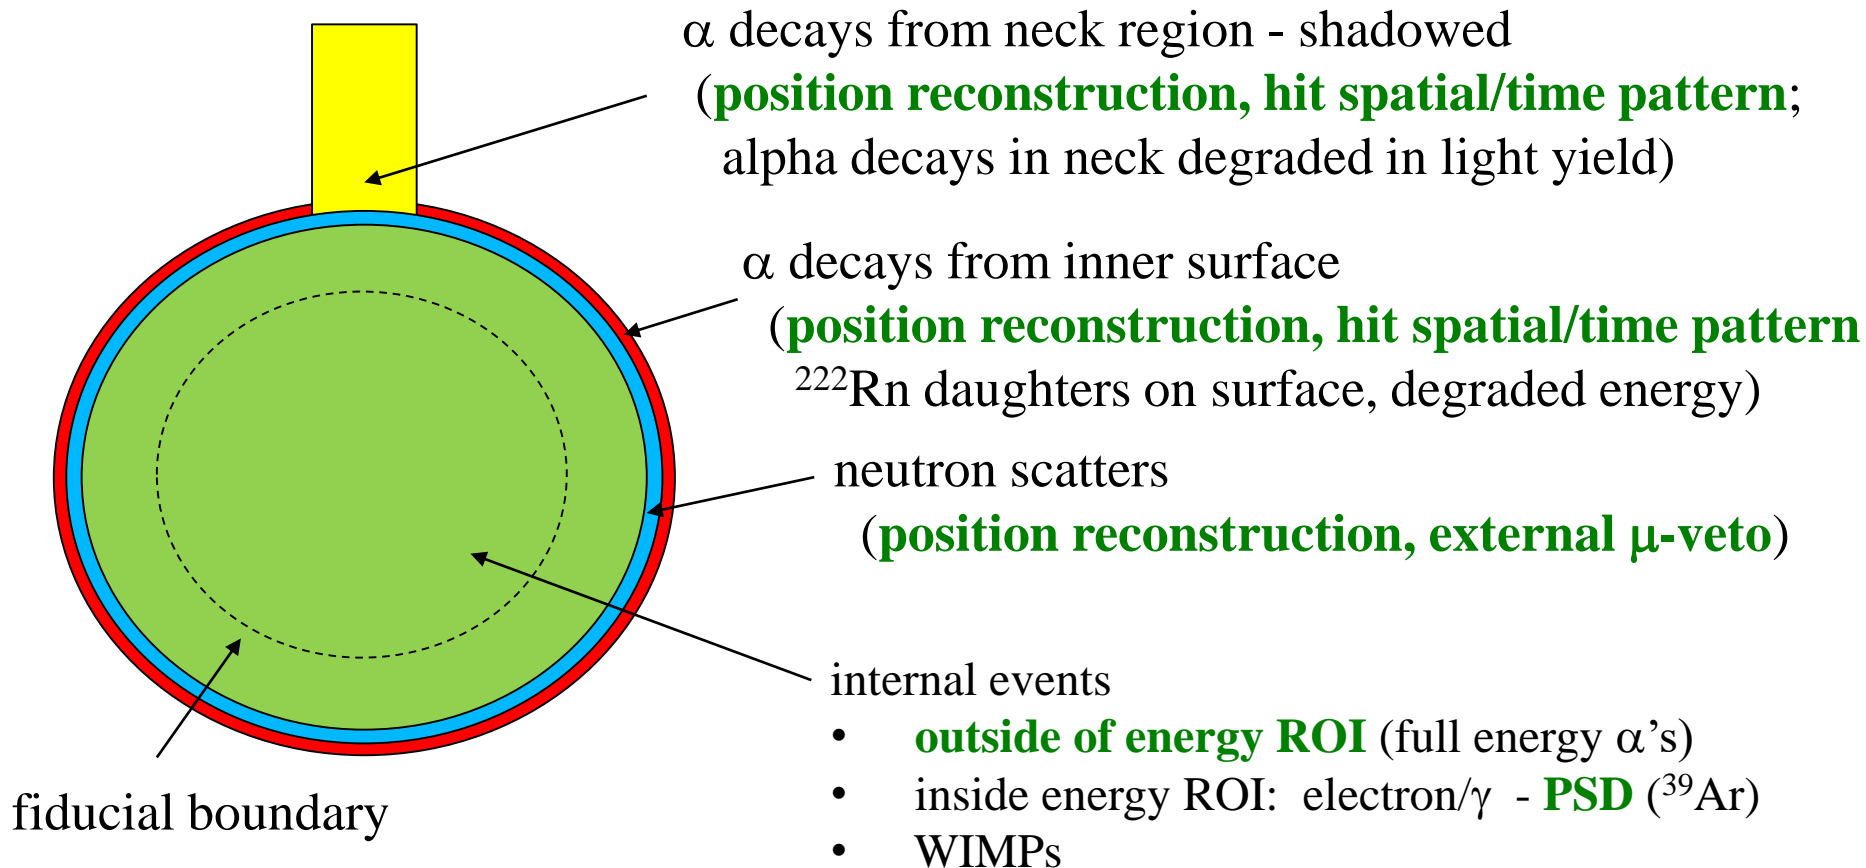 α decays from neck region - shadowed
(position reconstruction, hit spatial/time pattern;
alpha decays in neck degraded in light yield)
α decays from inner surface
(position reconstruction, hit spatial/time pattern
²²²Rn daughters on surface, degraded energy)
neutron scatters
(position reconstruction, external μ-veto)
internal events
• outside of energy ROI (full energy α’s)
• inside energy ROI: electron/γ - PSD (³⁹Ar)
• WIMPs
fiducial boundary